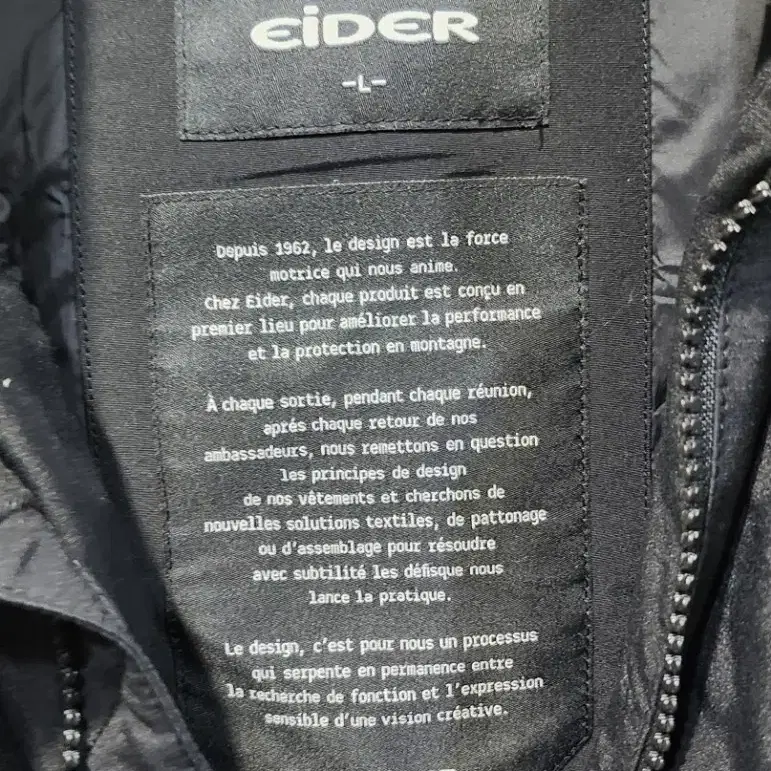 EiDER
-L-
Depuis 1962, le design est la force
motrice qui nous anime.
Chez Eider, chaque produit est conçu en
premier lieu pour améliorer la performance
et la protection en montagne.
À chaque sortie, pendant chaque réunion,
aprés chaque retour de nos
ambassadeurs, nous remettons en question
les principes de design
de nos vêtements et cherchons de
nouvelles solutions textiles, de pattonage
ou d'assemblage pour résoudre
avec subtilité les défisque nous
lance la pratique.
Le design, c'est pour nous un processus
qui serpente en permanence entre
la recherche de fonction et l'expression
sensible d'une vision créative.